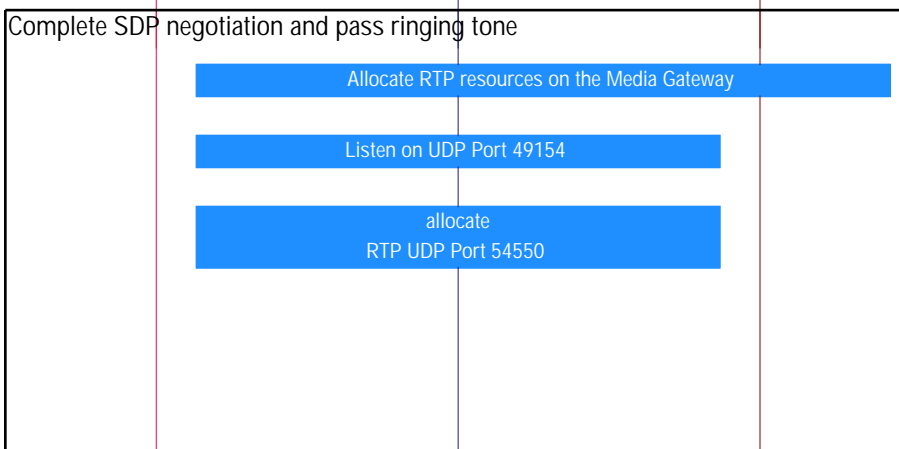 Complete SDP negotiation and pass ringing tone
Allocate RTP resources on the Media Gateway
Listen on UDP Port 49154
allocate
RTP UDP Port 54550